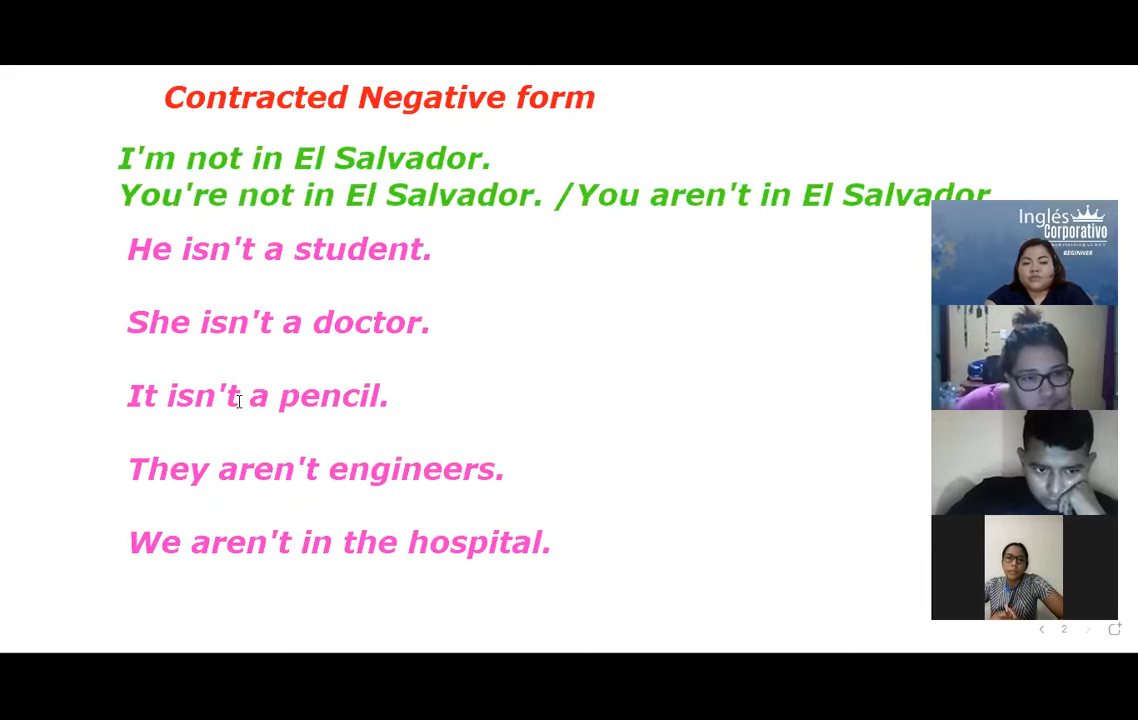 Contracted Negative form
I'm not in El Salvador.
You're not in El Salvador. /You aren't in El Salvador
He isn't a student.
She isn't a doctor.
It isn't a pencil.
They aren't engineers.
We aren't in the hospital.
Inglés
Corporativo
BEGINNER
2